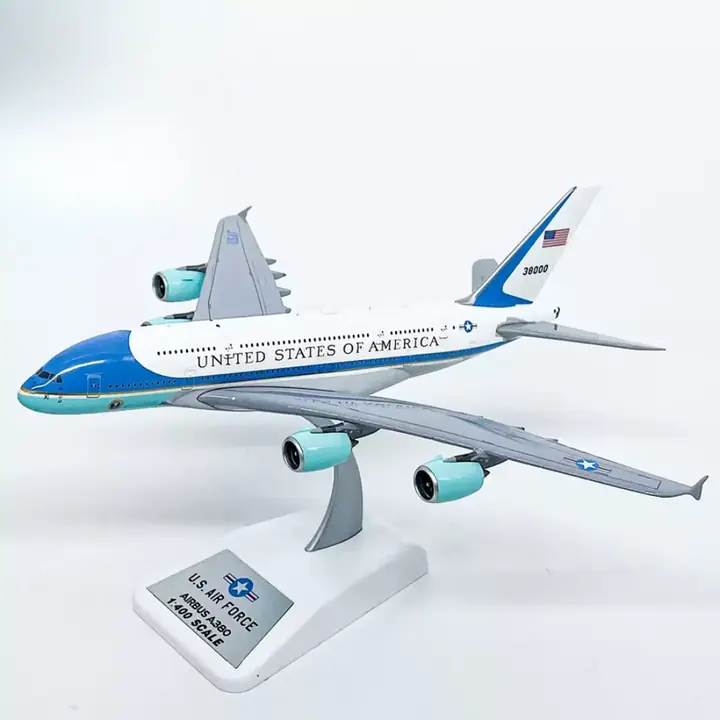 38000
UNITED STATES OF AMERICA
U.S. AIR FORCE
AIRBUS A380
1:400 SCALE